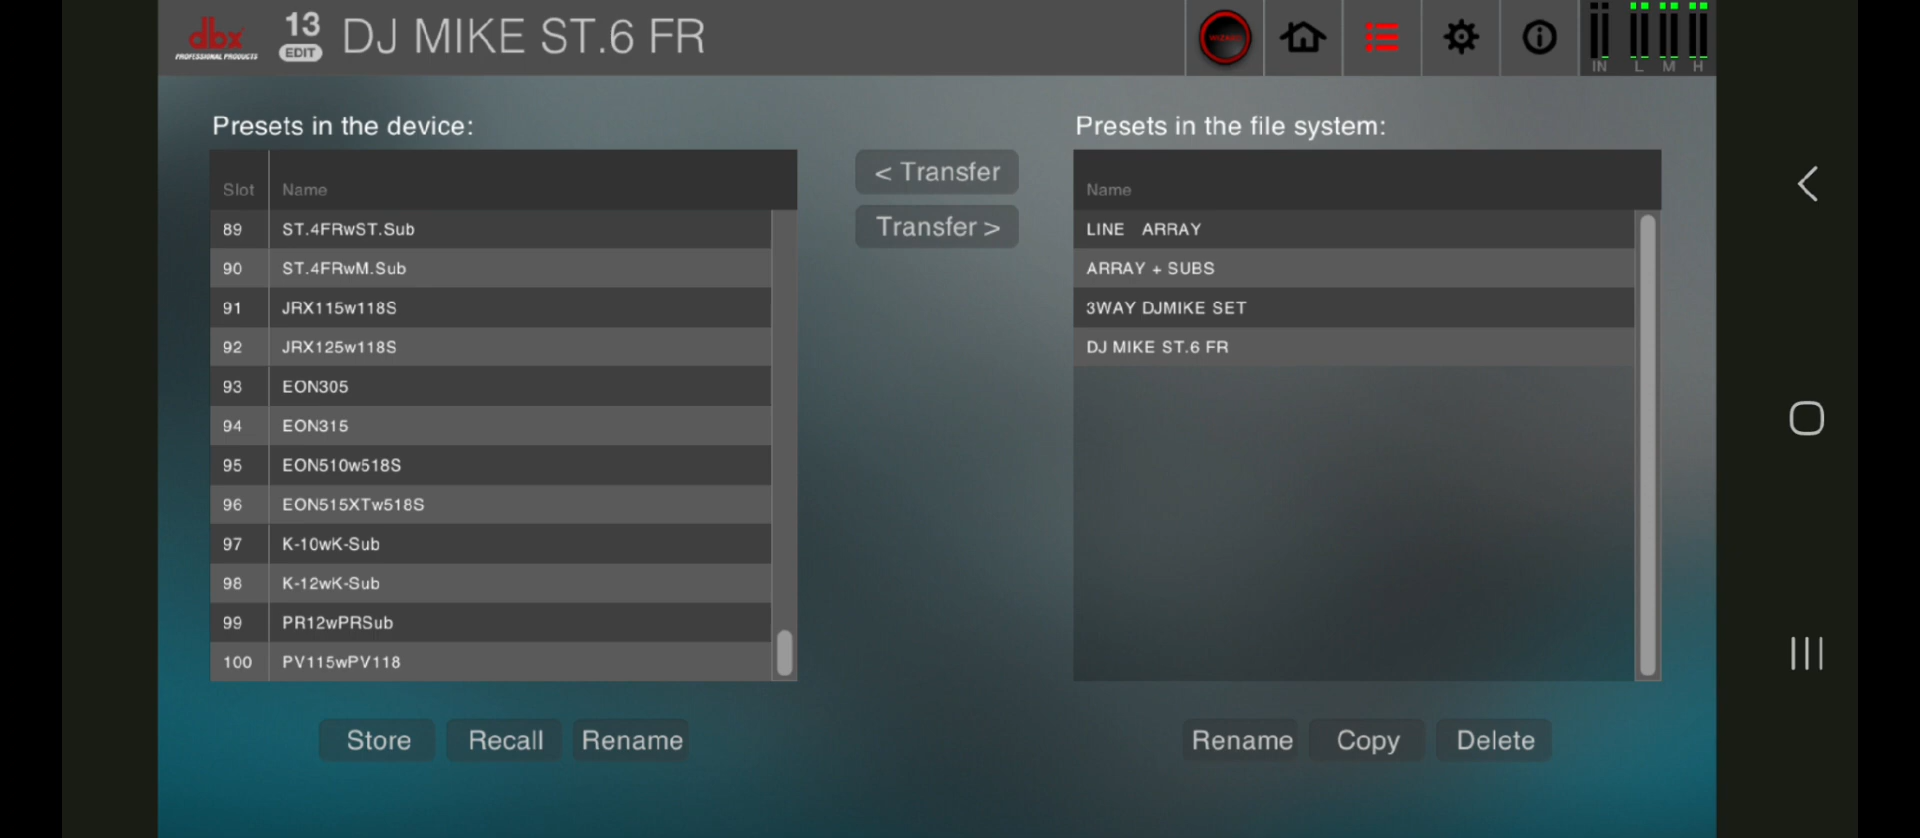 dbx
PROFESSIONAL PRODUCTS
13
EDIT
DJ MIKE ST.6 FR
WIZARD
IN L M H
Presets in the device:
Slot Name
89 ST.4FRwST.Sub
90 ST.4FRwM.Sub
91 JRX115w118S
92 JRX125w118S
93 EON305
94 EON315
95 EON510w518S
96 EON515XTw518S
97 K-10wK-Sub
98 K-12wK-Sub
99 PR12wPRSub
100 PV115wPV118
Store Recall Rename
< Transfer
Transfer >
Presets in the file system:
Name
LINE ARRAY
ARRAY + SUBS
3WAY DJMIKE SET
DJ MIKE ST.6 FR
Rename Copy Delete